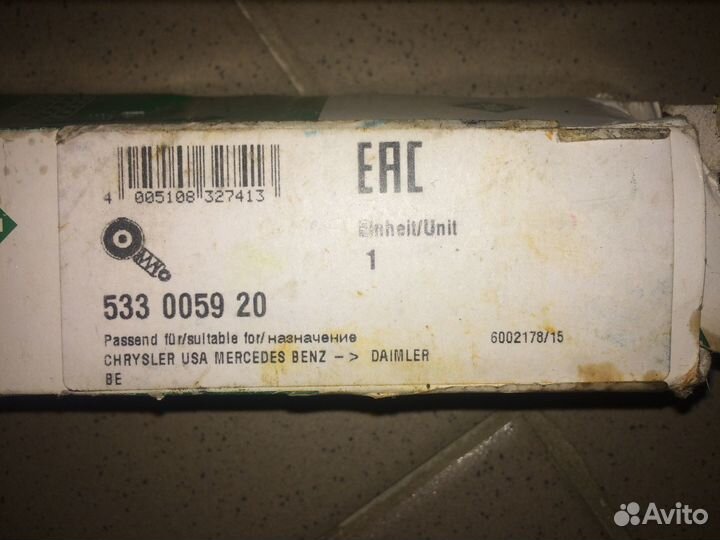 EAC
4 005108 327413
Einheit/Unit
1
533 0059 20
Passend für/suitable for/назначение
6002178/15
CHRYSLER USA MERCEDES BENZ -> DAIMLER
BE
Avito